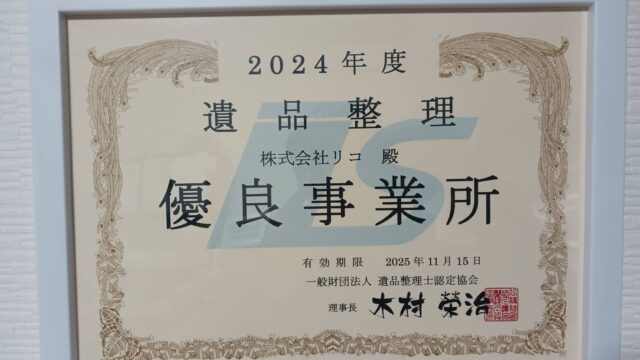 2024年度
遺品整理
株式会社リコ 殿
優良事業所
有効期限 2025年11月15日
一般財団法人 遺品整理士認定協会
理事長 木村 榮治